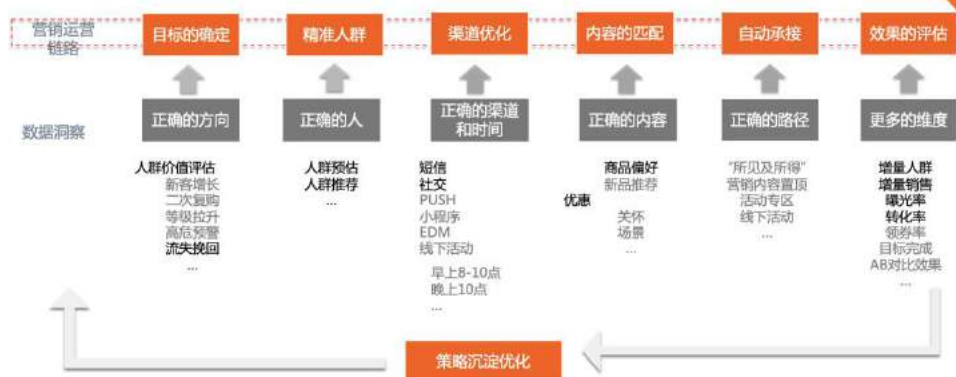 营销运营
链路
目标的确定
精准人群
渠道优化
内容的匹配
自动承接
效果的评估
数据洞察
正确的方向
正确的人
正确的渠道
和时间
正确的内容
正确的路径
更多的维度
人群价值评估
新客增长
二次复购
等级拉升
高危预警
流失挽回
...
人群预估
人群推荐
...
短信
社交
PUSH
小程序
EDM
线下活动
早上8-10点
晚上10点
...
商品偏好
新品推荐
优惠
关怀
场景
...
“所见及所得”
营销内容置顶
活动专区
线下活动
...
增量人群
增量销售
曝光率
转化率
领券率
目标完成
AB对比效果
...
策略沉淀优化